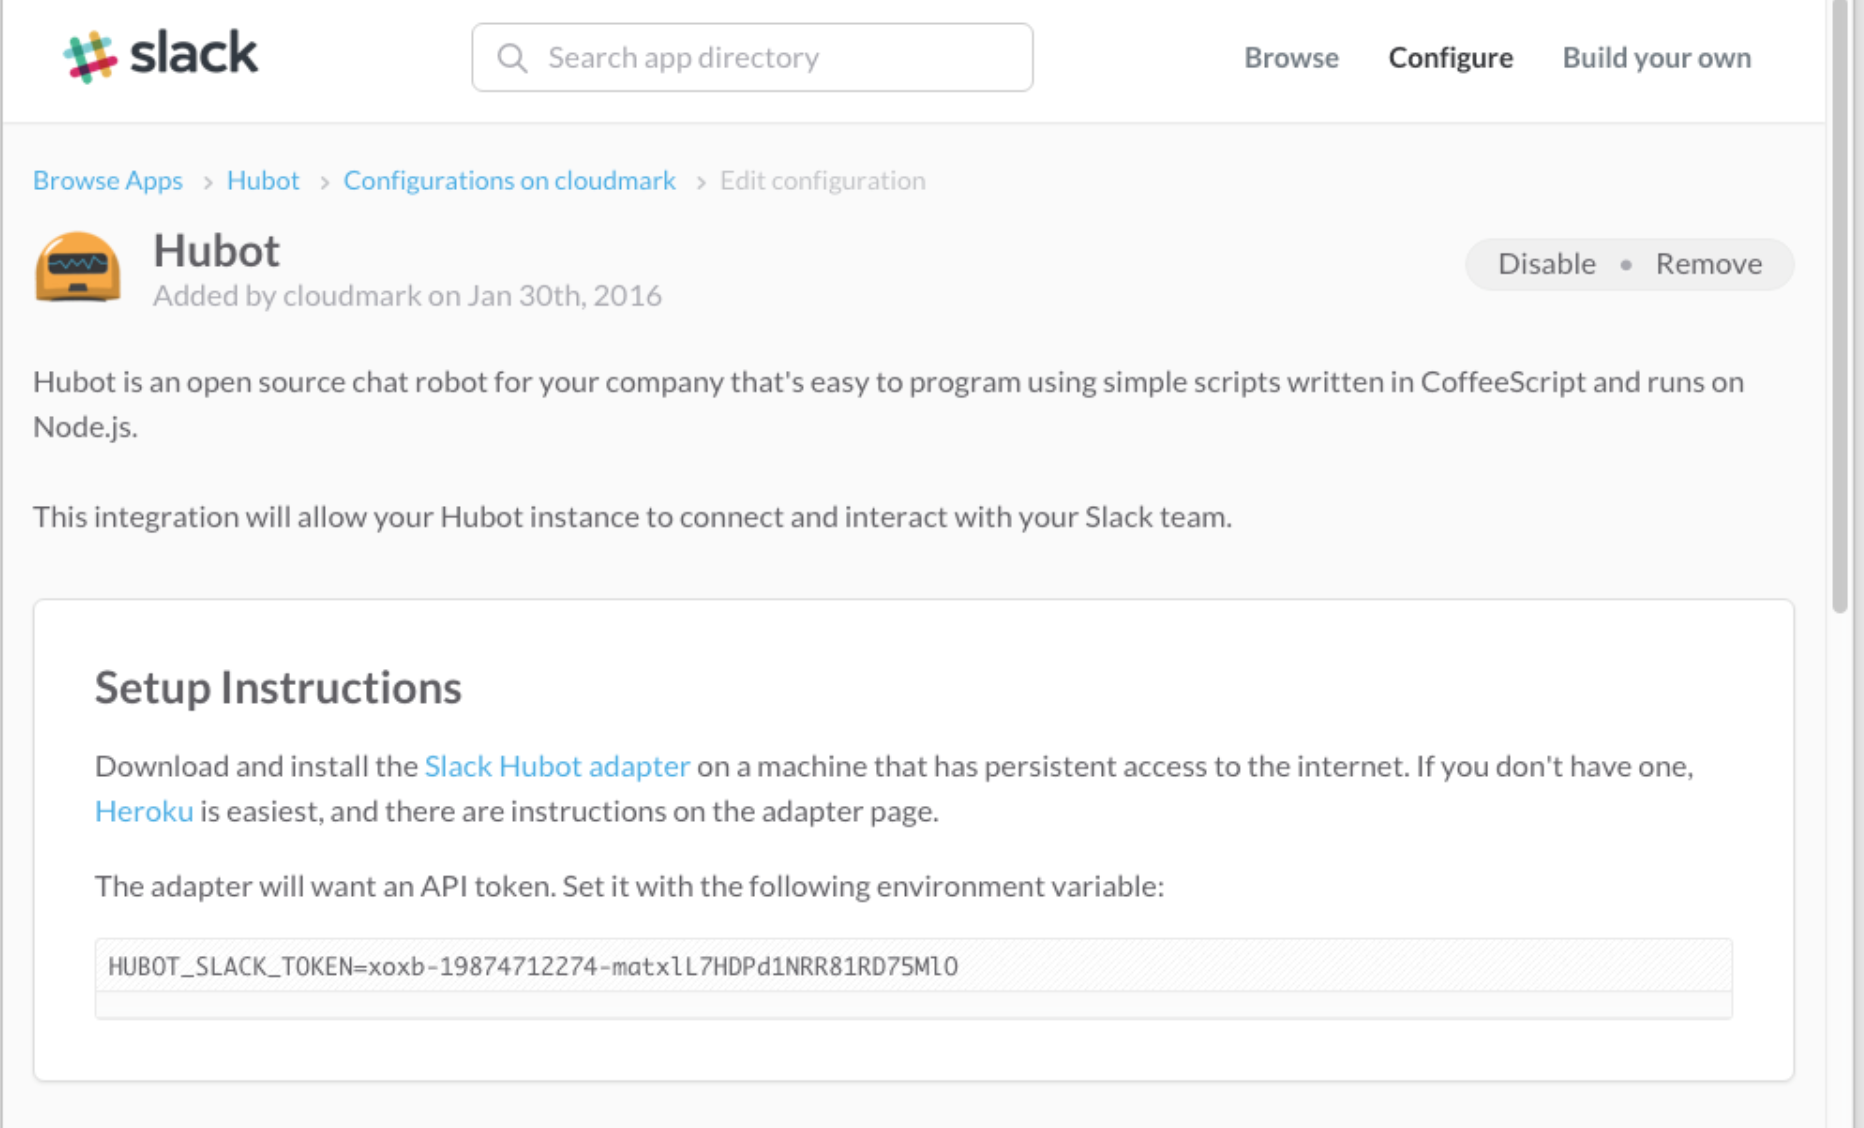 slack
Search app directory
Browse Configure Build your own
Browse Apps > Hubot > Configurations on cloudmark > Edit configuration
Hubot
Added by cloudmark on Jan 30th, 2016
Disable • Remove
Hubot is an open source chat robot for your company that's easy to program using simple scripts written in CoffeeScript and runs on
Node.js.
This integration will allow your Hubot instance to connect and interact with your Slack team.
Setup Instructions
Download and install the Slack Hubot adapter on a machine that has persistent access to the internet. If you don't have one,
Heroku is easiest, and there are instructions on the adapter page.
The adapter will want an API token. Set it with the following environment variable:
HUBOT_SLACK_TOKEN=xoxb-19874712274-matxlL7HDPd1NRR81RD75MlO